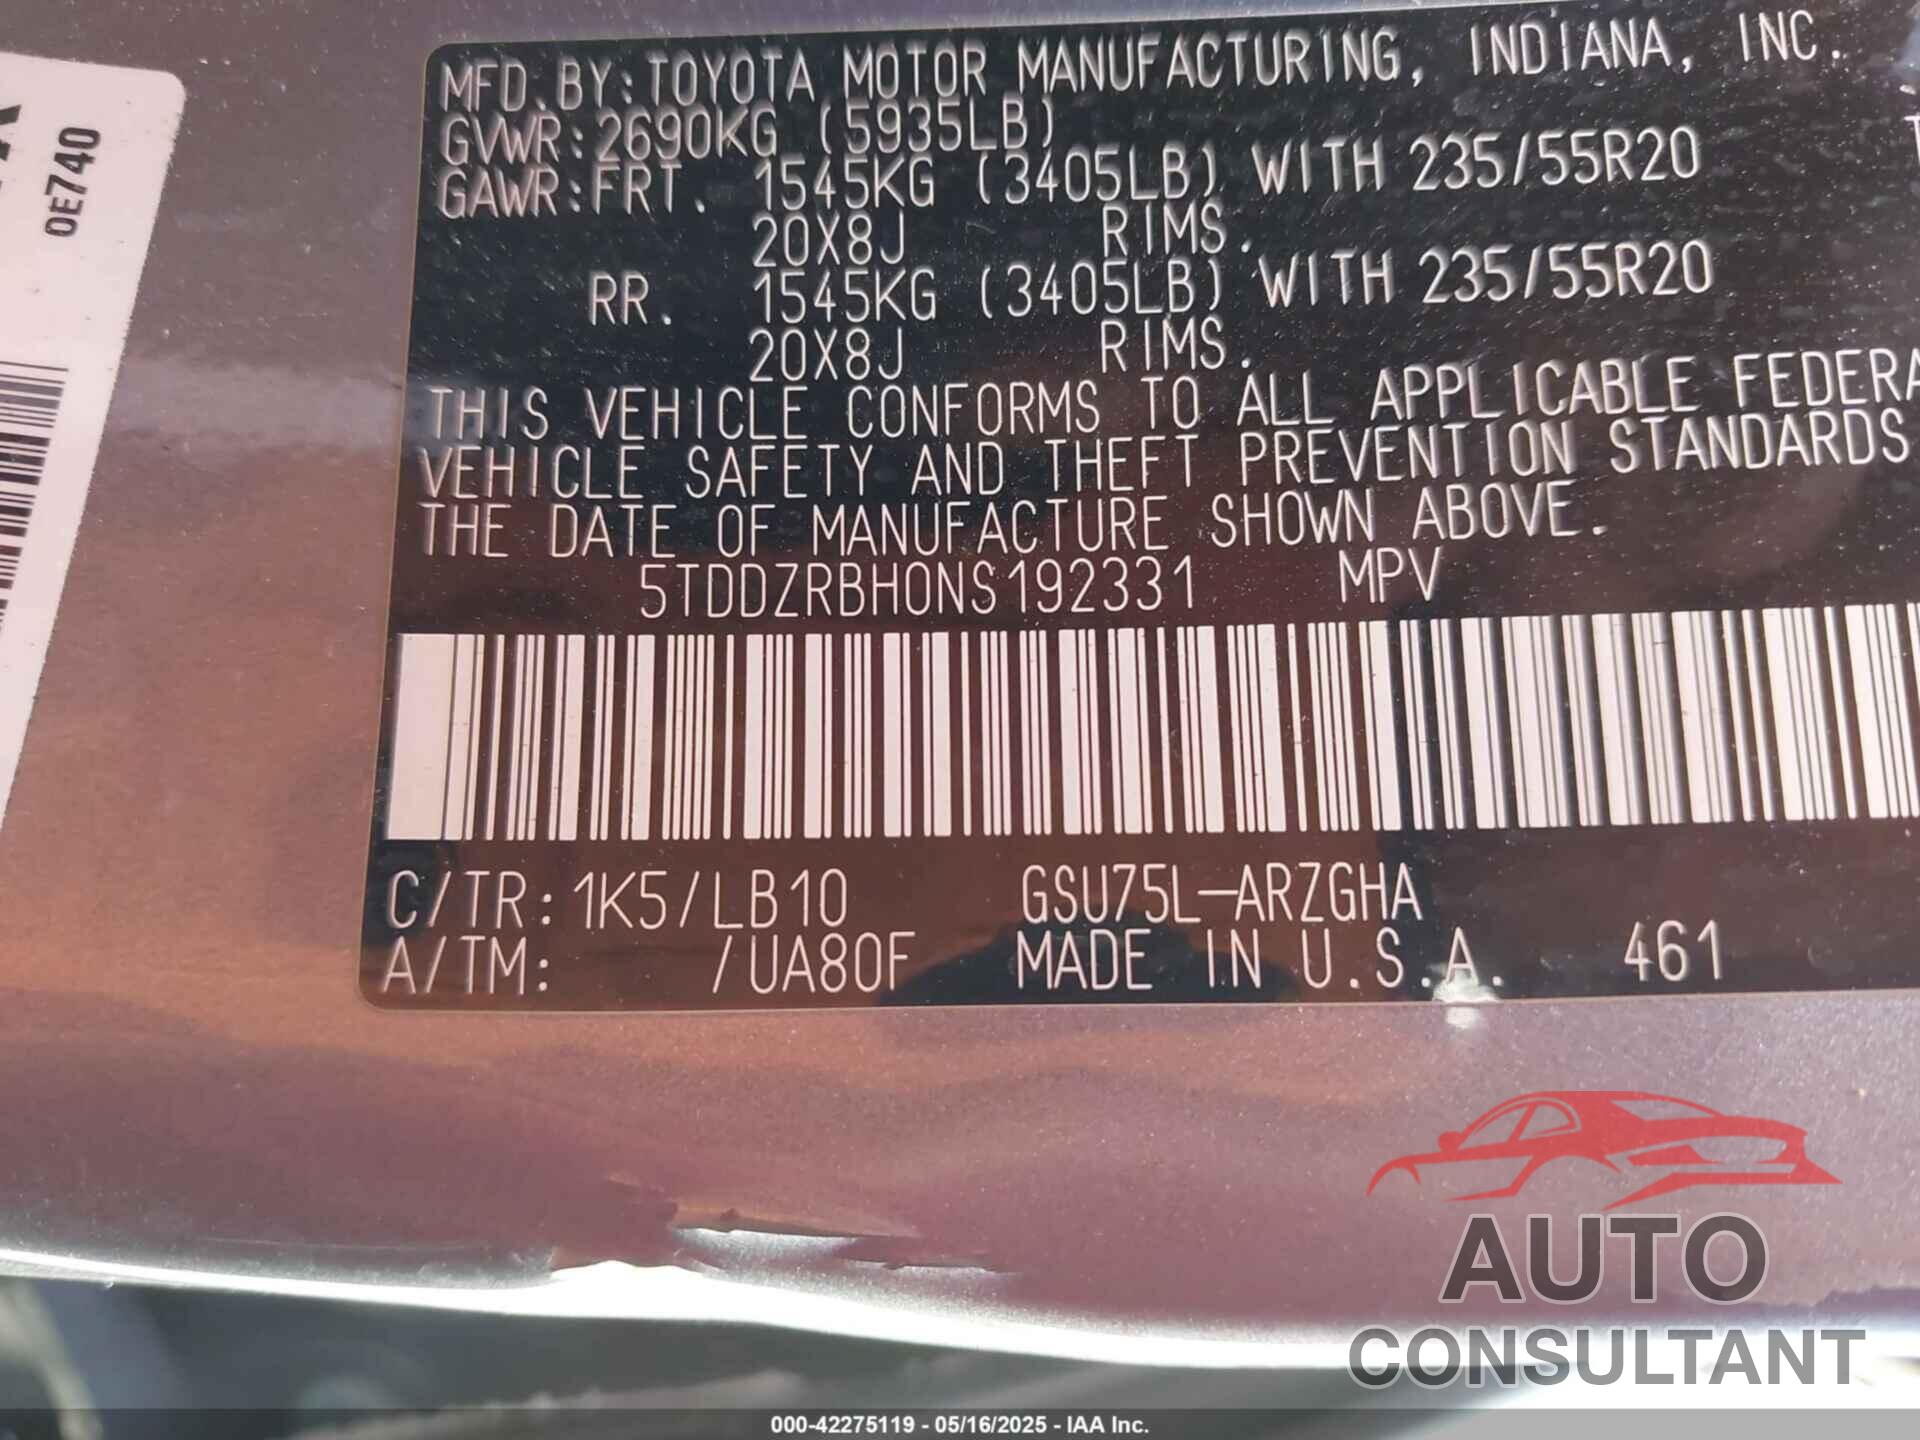 MFD. BY: TOYOTA MOTOR MANUFACTURING, INDIANA, INC.
GVWR: 2690KG (5935LB)
GAWR: FRT. 1545KG (3405LB) WITH 235/55R20
20X8J RIMS.
RR. 1545KG (3405LB) WITH 235/55R20
20X8J RIMS.
THIS VEHICLE CONFORMS TO ALL APPLICABLE FEDERA
VEHICLE SAFETY AND THEFT PREVENTION STANDARDS
THE DATE OF MANUFACTURE SHOWN ABOVE.
5TDDZRBH0NS192331 MPV
C/TR: 1K5/LB10 GSU75L-ARZGHA
A/TM: /UA80F MADE IN U.S.A. 461
0E740
AUTO
CONSULTANT
000-42275119 - 05/16/2025 - IAA Inc.